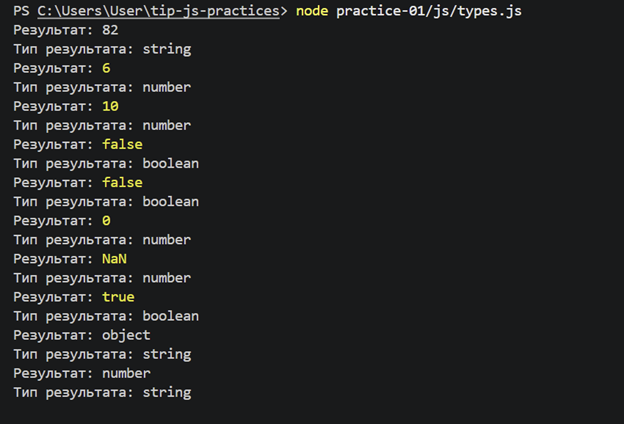 PS C:\Users\User\tip-js-practices> node practice-01/js/types.js
Результат: 82
Тип результата: string
Результат: 6
Тип результата: number
Результат: 10
Тип результата: number
Результат: false
Тип результата: boolean
Результат: false
Тип результата: boolean
Результат: 0
Тип результата: number
Результат: NaN
Тип результата: number
Результат: true
Тип результата: boolean
Результат: object
Тип результата: string
Результат: number
Тип результата: string